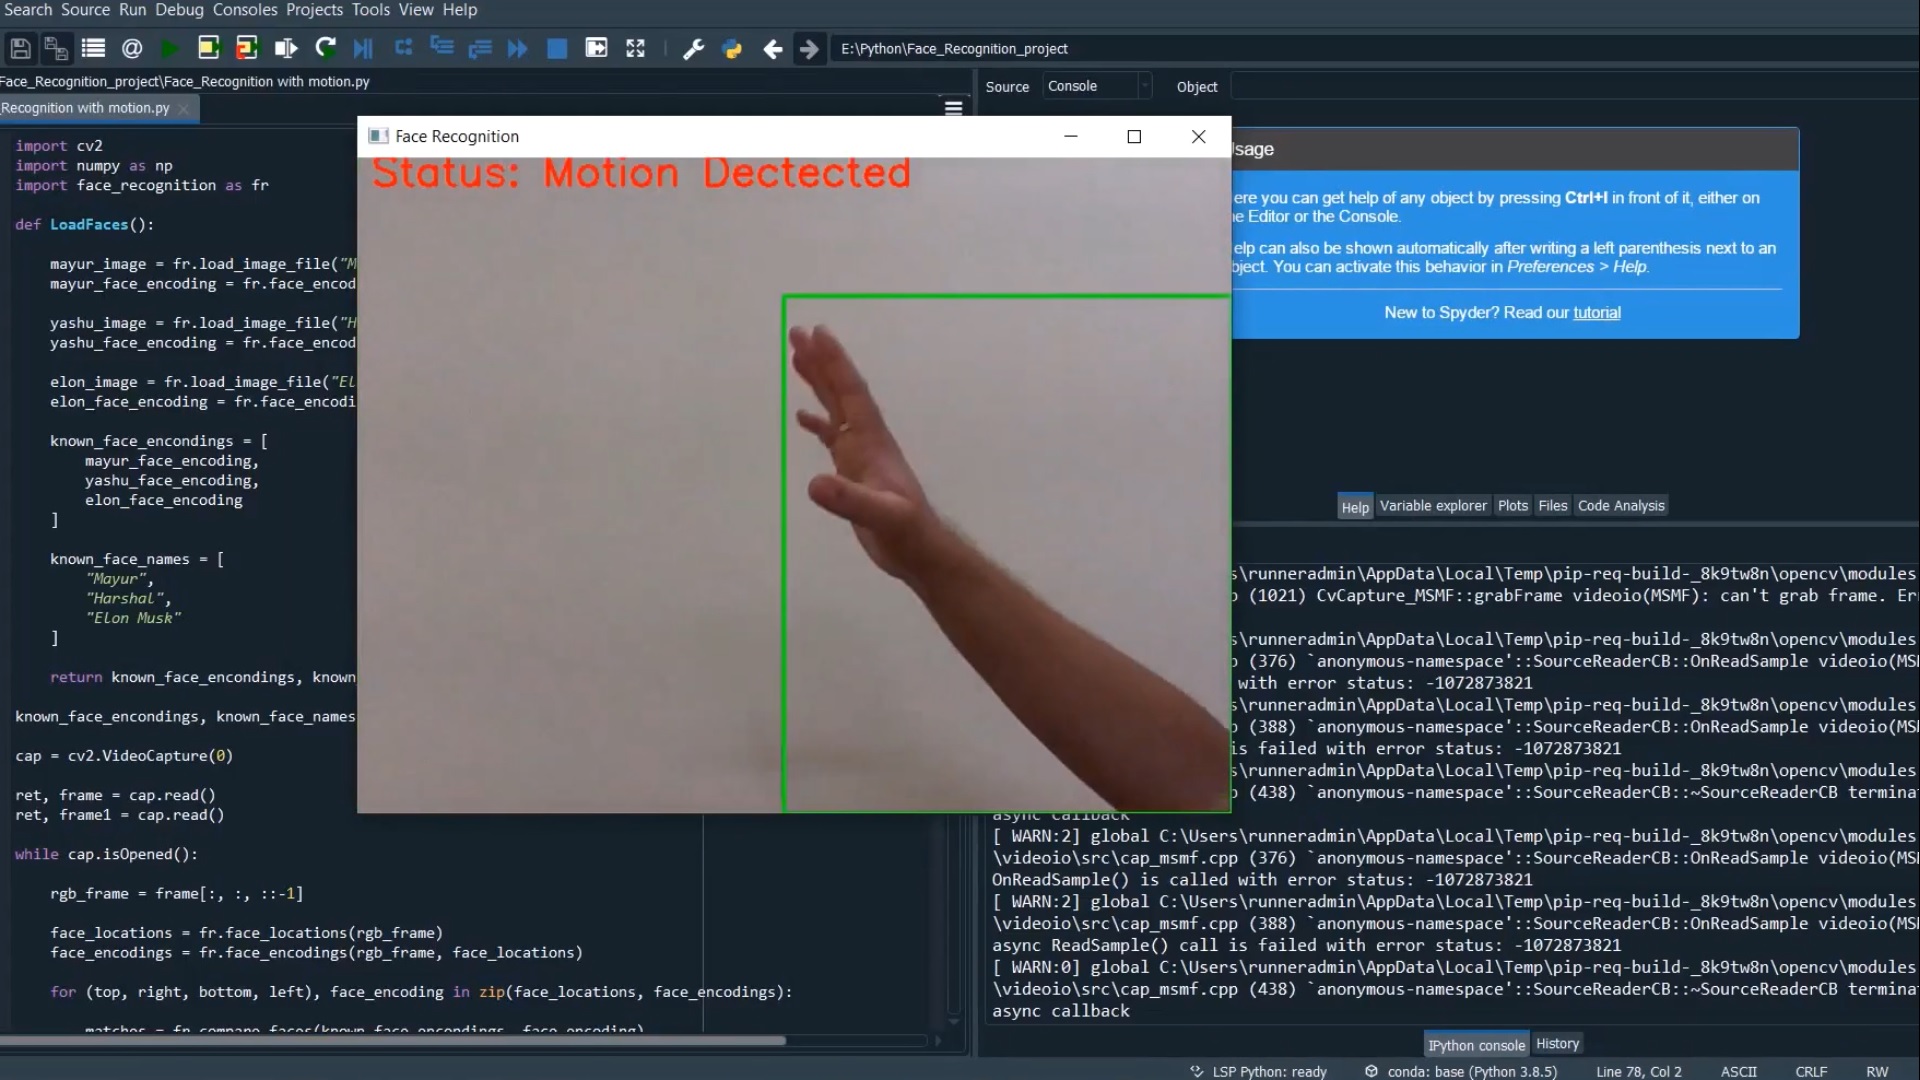 Search Source Run Debug Consoles Projects Tools View Help
E:\Python\Face_Recognition_project
Face_Recognition_project\Face_Recognition with motion.py
Recognition with motion.py
Source Console Object
import cv2
import numpy as np
import face_recognition as fr
def LoadFaces():
mayur_image = fr.load_image_file("M
mayur_face_encoding = fr.face_encod
yashu_image = fr.load_image_file("H
yashu_face_encoding = fr.face_encod
elon_image = fr.load_image_file("El
elon_face_encoding = fr.face_encodi
known_face_encondings = [
mayur_face_encoding,
yashu_face_encoding,
elon_face_encoding
]
known_face_names = [
"Mayur",
"Harshal",
"Elon Musk"
]
return known_face_encondings, known
known_face_encondings, known_face_names
cap = cv2.VideoCapture(0)
ret, frame = cap.read()
ret, frame1 = cap.read()
while cap.isOpened():
rgb_frame = frame[:, :, ::-1]
face_locations = fr.face_locations(rgb_frame)
face_encodings = fr.face_encodings(rgb_frame, face_locations)
for (top, right, bottom, left), face_encoding in zip(face_locations, face_encodings):
matches = fr.compare_faces(known_face_encondings, face_encoding)
Face Recognition
Status: Motion Dectected
Usage
ere you can get help of any object by pressing Ctrl+I in front of it, either on
e Editor or the Console.
elp can also be shown automatically after writing a left parenthesis next to an
bject. You can activate this behavior in Preferences > Help.
New to Spyder? Read our tutorial
Help Variable explorer Plots Files Code Analysis
s\runneradmin\AppData\Local\Temp\pip-req-build-_8k9tw8n\opencv\modules
p (1021) CvCapture_MSMF::grabFrame videoio(MSMF): can't grab frame. Er
s\runneradmin\AppData\Local\Temp\pip-req-build-_8k9tw8n\opencv\modules
p (376) `anonymous-namespace'::SourceReaderCB::OnReadSample videoio(MS
with error status: -1072873821
s\runneradmin\AppData\Local\Temp\pip-req-build-_8k9tw8n\opencv\modules
p (388) `anonymous-namespace'::SourceReaderCB::OnReadSample videoio(MS
is failed with error status: -1072873821
s\runneradmin\AppData\Local\Temp\pip-req-build-_8k9tw8n\opencv\modules
p (438) `anonymous-namespace'::SourceReaderCB::~SourceReaderCB termina
async callback
[ WARN:2] global C:\Users\runneradmin\AppData\Local\Temp\pip-req-build-_8k9tw8n\opencv\modules
\videoio\src\cap_msmf.cpp (376) `anonymous-namespace'::SourceReaderCB::OnReadSample videoio(MS
OnReadSample() is called with error status: -1072873821
[ WARN:2] global C:\Users\runneradmin\AppData\Local\Temp\pip-req-build-_8k9tw8n\opencv\modules
\videoio\src\cap_msmf.cpp (388) `anonymous-namespace'::SourceReaderCB::OnReadSample videoio(MS
async ReadSample() call is failed with error status: -1072873821
[ WARN:0] global C:\Users\runneradmin\AppData\Local\Temp\pip-req-build-_8k9tw8n\opencv\modules
\videoio\src\cap_msmf.cpp (438) `anonymous-namespace'::SourceReaderCB::~SourceReaderCB termina
async callback
IPython console History
LSP Python: ready conda: base (Python 3.8.5) Line 78, Col 2 ASCII CRLF RW